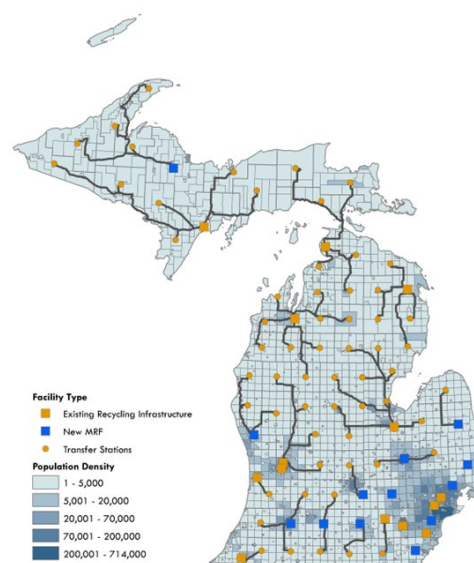 Facility Type
Existing Recycling Infrastructure
New MRF
Transfer Stations
Population Density
1 - 5,000
5,001 - 20,000
20,001 - 70,000
70,001 - 200,000
200,001 - 714,000